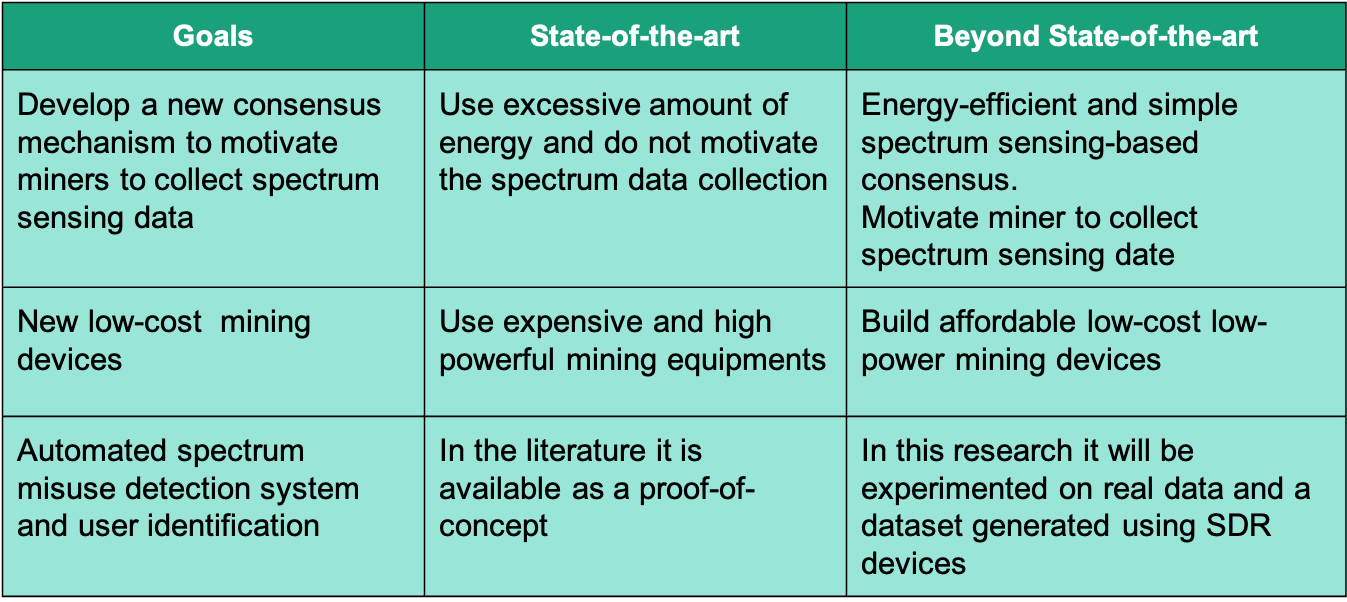 Goals
State-of-the-art
Beyond State-of-the-art
Develop a new consensus
mechanism to motivate
miners to collect spectrum
sensing data
Use excessive amount of
energy and do not motivate
the spectrum data collection
Energy-efficient and simple
spectrum sensing-based
consensus.
Motivate miner to collect
spectrum sensing date
New low-cost  mining
devices
Use expensive and high
powerful mining equipments
Build affordable low-cost low-
power mining devices
Automated spectrum
misuse detection system
and user identification
In the literature it is
available as a proof-of-
concept
In this research it will be
experimented on real data and a
dataset generated using SDR
devices